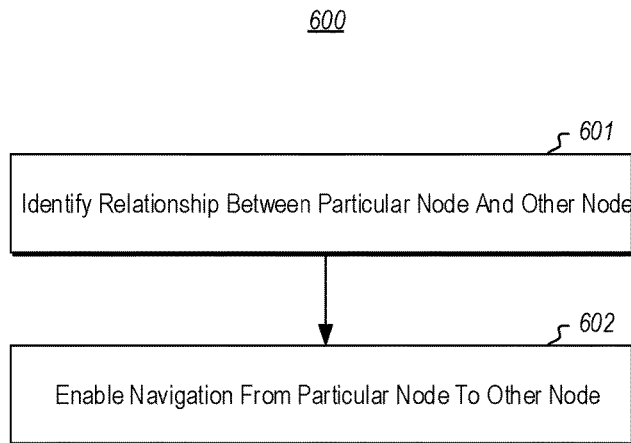 600
601
Identify Relationship Between Particular Node And Other Node
602
Enable Navigation From Particular Node To Other Node